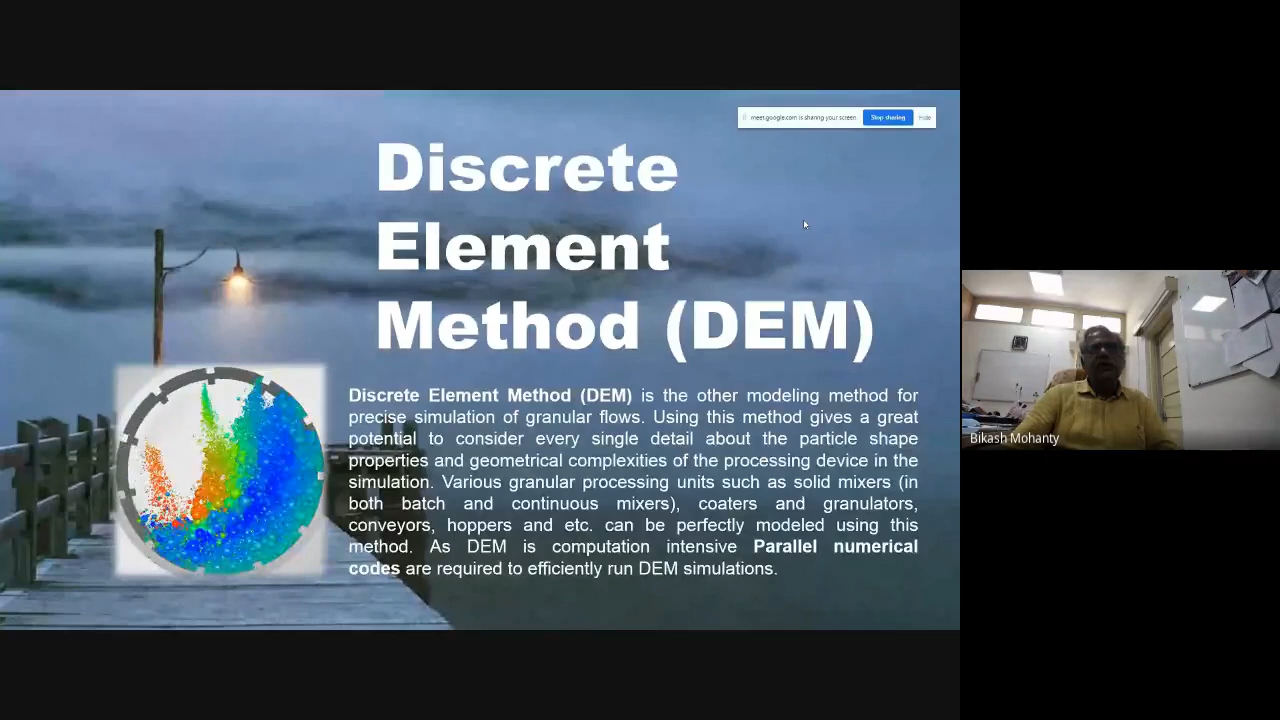 meet.google.com is sharing your screen Stop sharing Hide
Discrete
Element
Method (DEM)
Discrete Element Method (DEM) is the other modeling method for
precise simulation of granular flows. Using this method gives a great
potential to consider every single detail about the particle shape
properties and geometrical complexities of the processing device in the
simulation. Various granular processing units such as solid mixers (in
both batch and continuous mixers), coaters and granulators,
conveyors, hoppers and etc. can be perfectly modeled using this
method. As DEM is computation intensive Parallel numerical
codes are required to efficiently run DEM simulations.
Bikash Mohanty